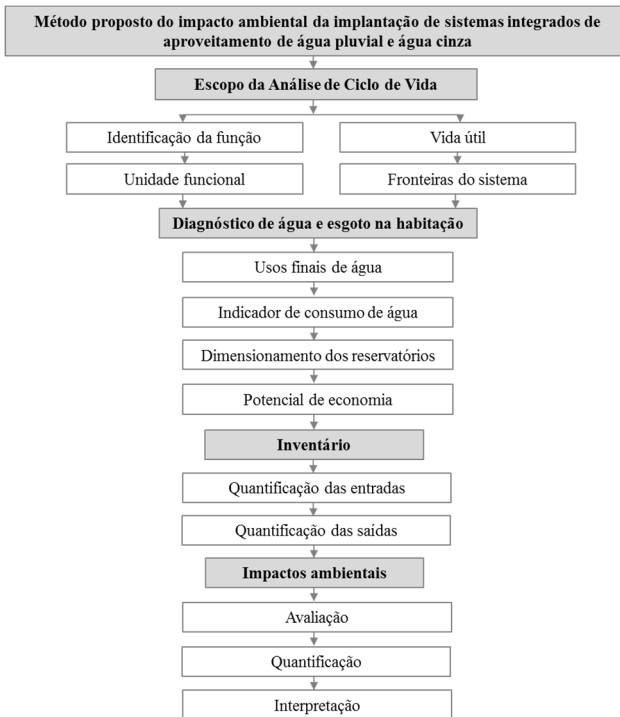 Método proposto do impacto ambiental da implantação de sistemas integrados de
aproveitamento de água pluvial e água cinza
Escopo da Análise de Ciclo de Vida
Identificação da função
Vida útil
Unidade funcional
Fronteiras do sistema
Diagnóstico de água e esgoto na habitação
Usos finais de água
Indicador de consumo de água
Dimensionamento dos reservatórios
Potencial de economia
Inventário
Quantificação das entradas
Quantificação das saídas
Impactos ambientais
Avaliação
Quantificação
Interpretação